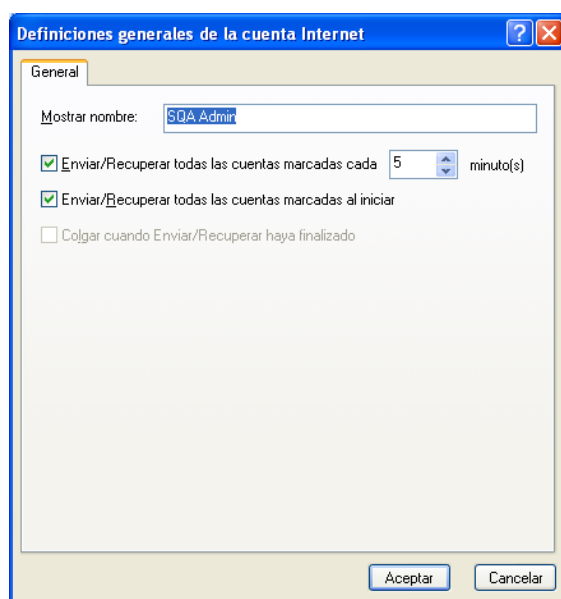 Definiciones generales de la cuenta Internet
General
Mostrar nombre: SQA Admin
Enviar/Recuperar todas las cuentas marcadas cada 5 minuto(s)
Enviar/Recuperar todas las cuentas marcadas al iniciar
Colgar cuando Enviar/Recuperar haya finalizado
Aceptar Cancelar